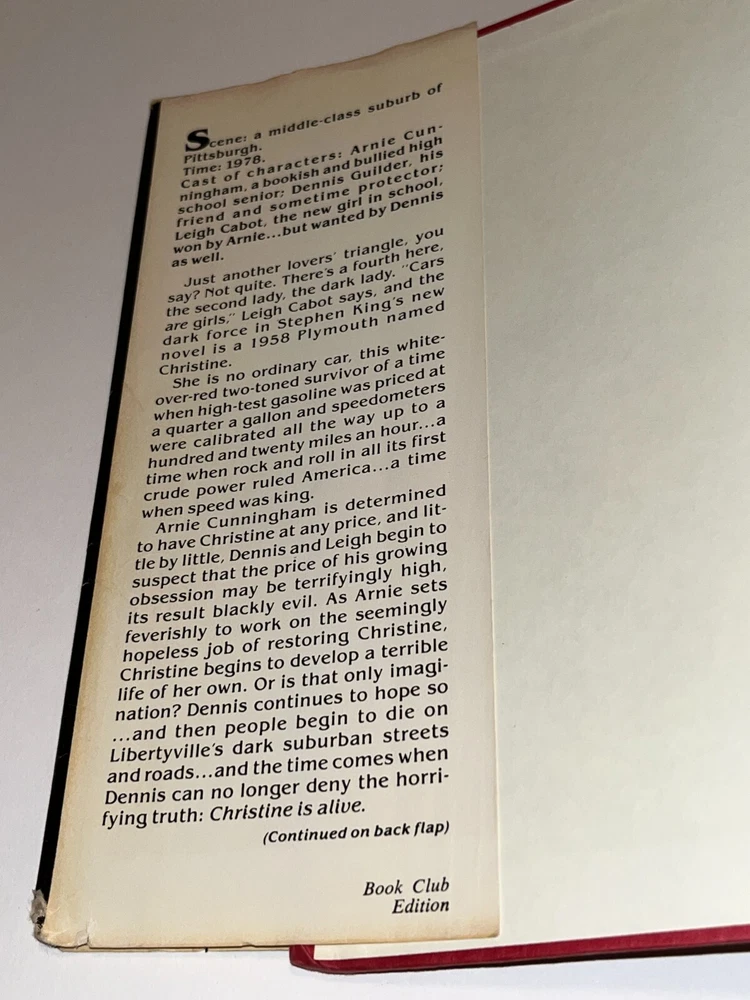 Scene: a middle-class suburb of
Pittsburgh.
Time: 1978.
Cast of characters: Arnie Cun-
ningham, a bookish and bullied high
school senior; Dennis Guilder, his
friend and sometime protector;
Leigh Cabot, the new girl in school,
won by Arnie...but wanted by Dennis
as well.
Just another lovers' triangle, you
say? Not quite. There's a fourth here,
the second lady, the dark lady. "Cars
are girls," Leigh Cabot says, and the
dark force in Stephen King's new
novel is a 1958 Plymouth named
Christine.
She is no ordinary car, this white-
over-red two-toned survivor of a time
when high-test gasoline was priced at
a quarter a gallon and speedometers
were calibrated all the way up to a
hundred and twenty miles an hour...a
time when rock and roll in all its first
crude power ruled America...a time
when speed was king.
Arnie Cunningham is determined
to have Christine at any price, and lit-
tle by little, Dennis and Leigh begin to
suspect that the price of his growing
obsession may be terrifyingly high,
its result blackly evil. As Arnie sets
feverishly to work on the seemingly
hopeless job of restoring Christine,
Christine begins to develop a terrible
life of her own. Or is that only imagi-
nation? Dennis continues to hope so
...and then people begin to die on
Libertyville's dark suburban streets
and roads...and the time comes when
Dennis can no longer deny the horri-
fying truth: Christine is alive.
(Continued on back flap)
Book Club
Edition